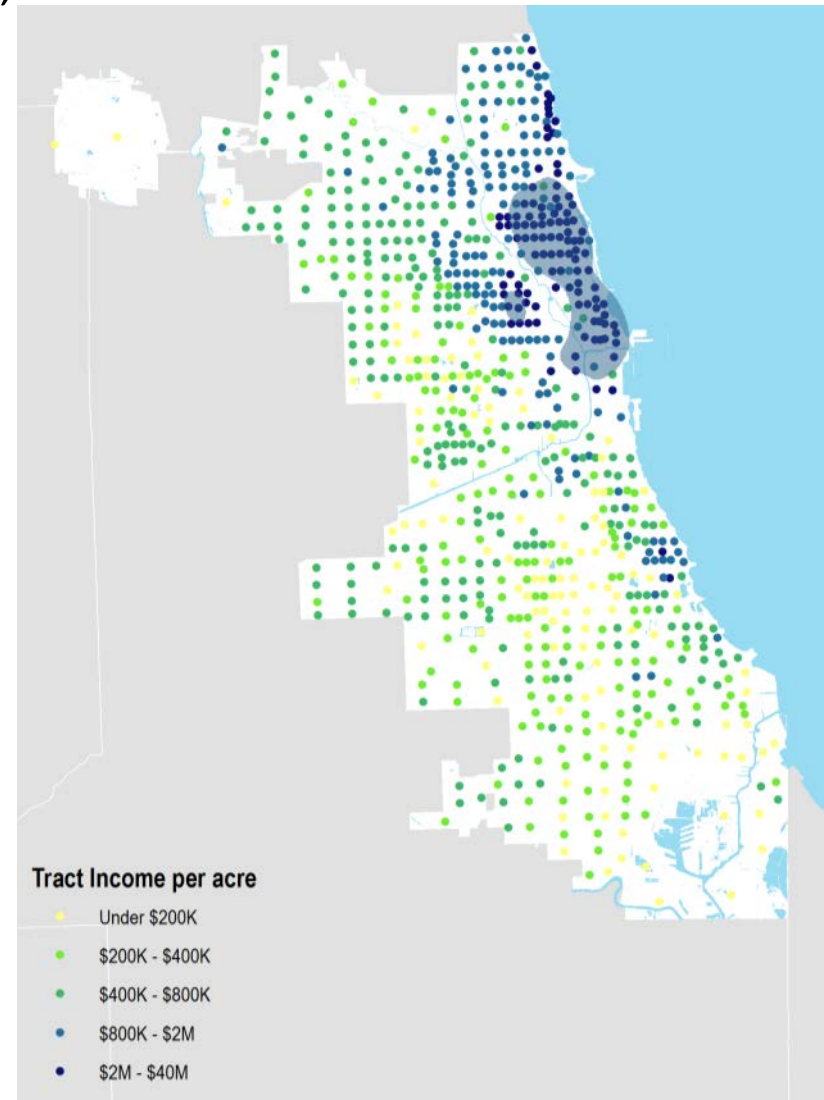 )
Tract Income per acre
Under $200K
$200K - $400K
$400K - $800K
$800K - $2M
$2M - $40M